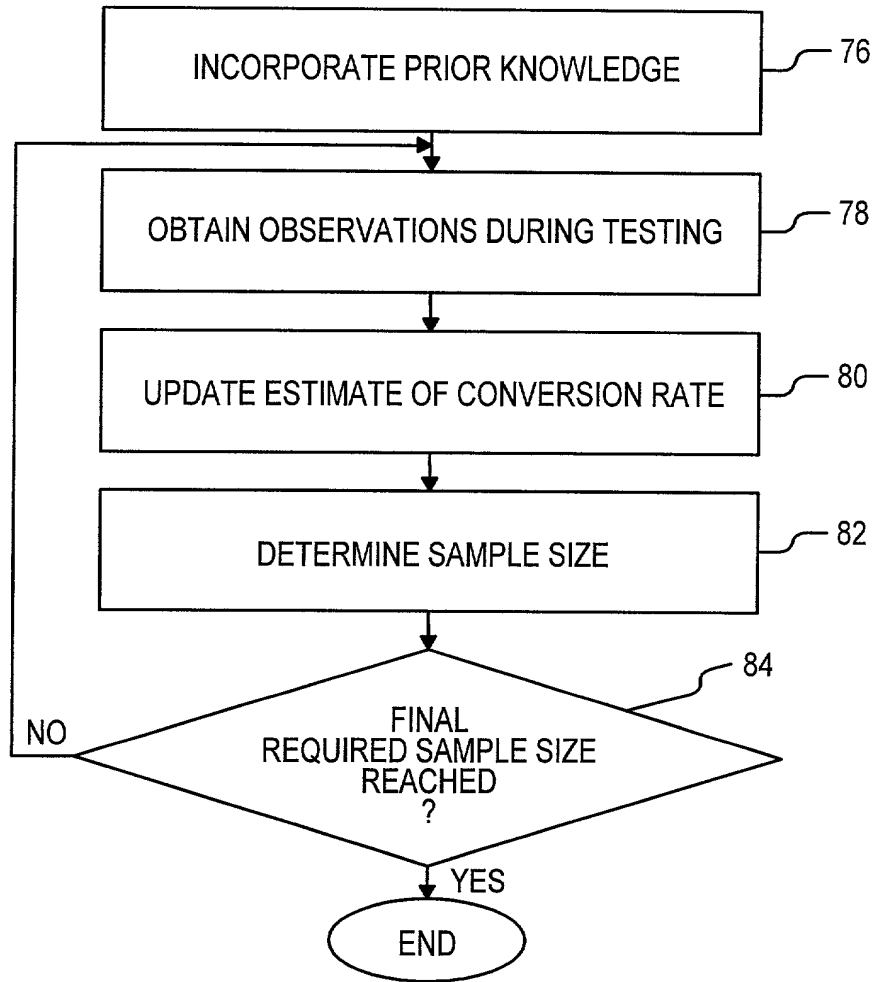 INCORPORATE PRIOR KNOWLEDGE
76
OBTAIN OBSERVATIONS DURING TESTING
78
UPDATE ESTIMATE OF CONVERSION RATE
80
DETERMINE SAMPLE SIZE
82
84
FINAL
REQUIRED SAMPLE SIZE
REACHED
?
NO
YES
END